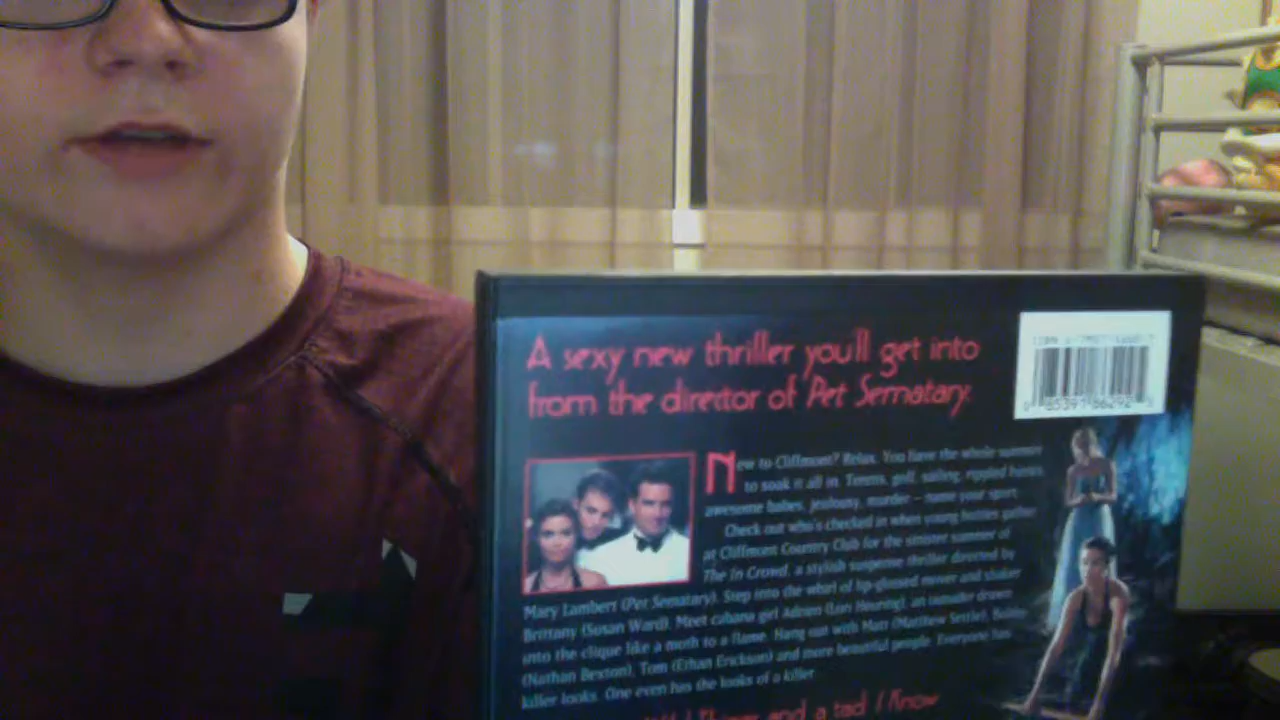 A sexy new thriller you'll get into
from the director of Pet Sematary.
New to Cliffmont? Relax. You have the whole summer
to soak it all in. Tennis, golf, sailing, rippled hunks,
awesome babes, jealousy, murder – name your sport.
Check out who's checked in when young hotties gather
at Cliffmont Country Club for the sinister summer of
The In Crowd, a stylish suspense thriller directed by
Mary Lambert (Pet Sematary). Step into the whirl of lip-glossed mover and shaker
Brittany (Susan Ward). Meet cabana girl Adrien (Lori Heuring), an outsider drawn
into the clique like a moth to a flame. Hang out with Matt (Matthew Settle), Bobby
(Nathan Bexton), Tom (Ethan Erickson) and more beautiful people. Everyone has
killer looks. One even has the looks of a killer.
Things and a tad I Know